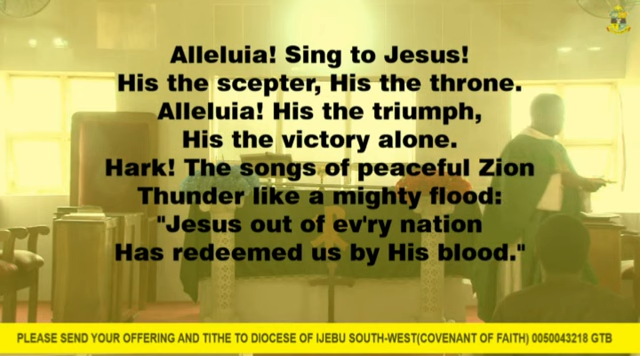 Alleluia! Sing to Jesus!
His the scepter, His the throne.
Alleluia! His the triumph,
His the victory alone.
Hark! The songs of peaceful Zion
Thunder like a mighty flood:
"Jesus out of ev'ry nation
Has redeemed us by His blood."
PLEASE SEND YOUR OFFERING AND TITHE TO DIOCESE OF IJEBU SOUTH-WEST(COVENANT OF FAITH) 0050043218 GTB